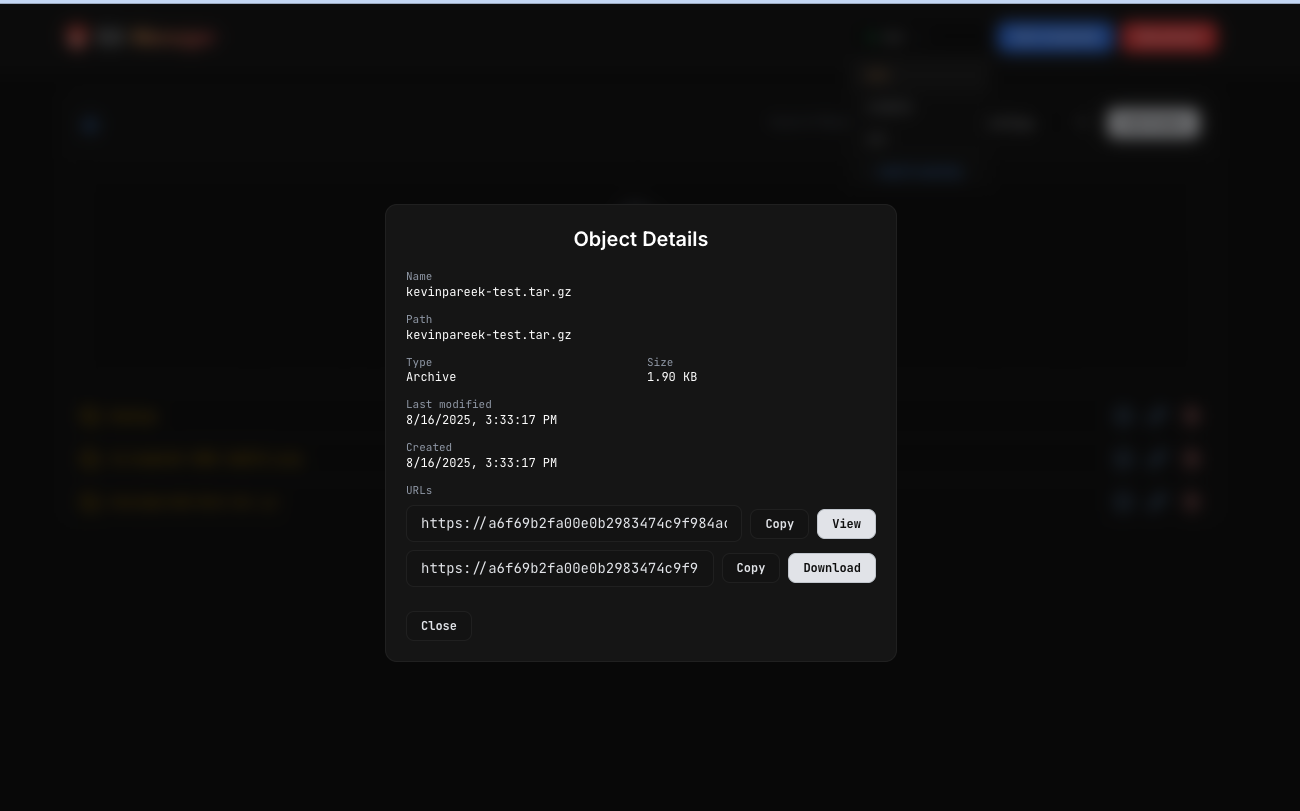 Object Details
Name
kevinpareek-test.tar.gz
Path
kevinpareek-test.tar.gz
Type Size
Archive 1.90 KB
Last modified
8/16/2025, 3:33:17 PM
Created
8/16/2025, 3:33:17 PM
URLs
https://a6f69b2fa00e0b2983474c9f984ac Copy View
https://a6f69b2fa00e0b2983474c9f9 Copy Download
Close